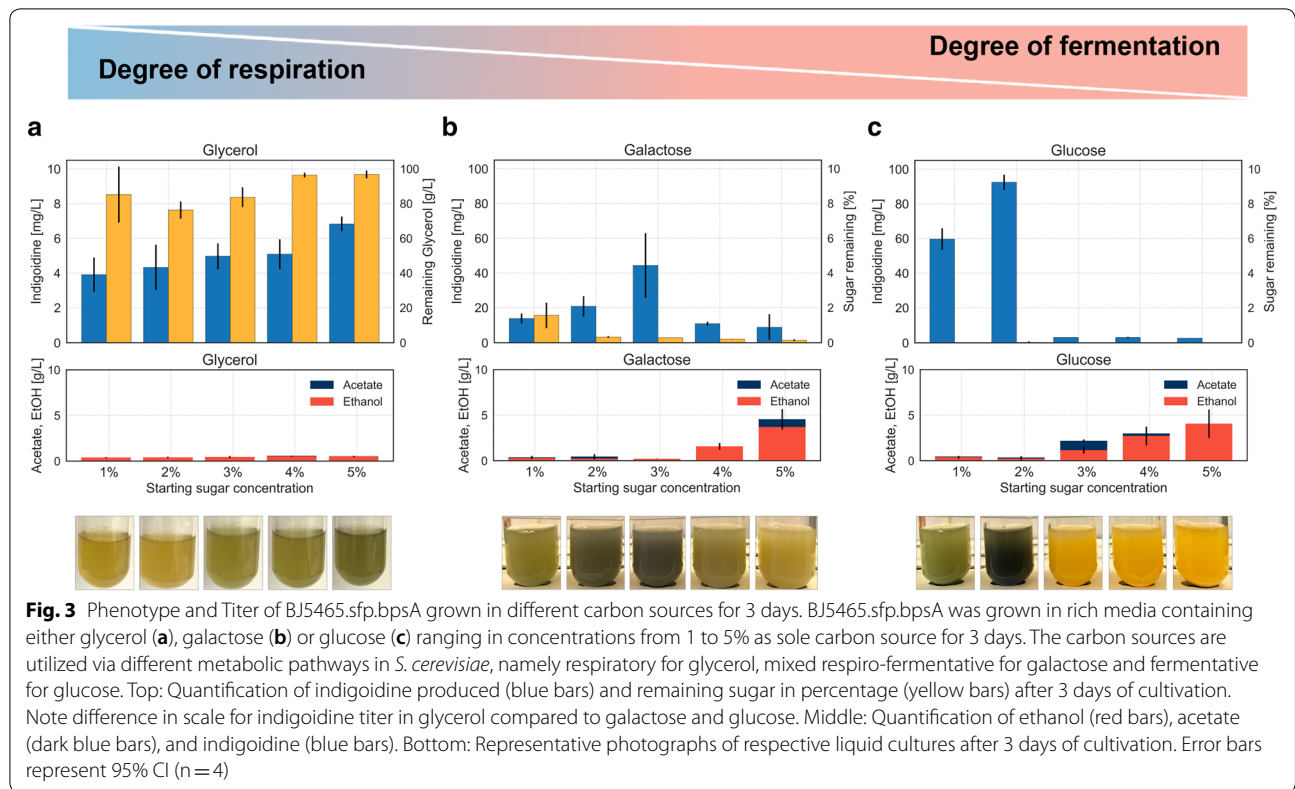 Degree of respiration
Degree of fermentation
a
b
c
Glycerol
Galactose
Glucose
Indigoidine [mg/L]
10
8
6
4
2
0
Remaining Glycerol [g/L]
100
80
60
40
20
0
Indigoidine [mg/L]
100
80
60
40
20
0
Sugar remaining [%]
10
8
6
4
2
0
Indigoidine [mg/L]
100
80
60
40
20
0
Sugar remaining [%]
10
8
6
4
2
0
Glycerol
Galactose
Glucose
Acetate, EtOH [g/L]
10
5
0
Acetate
Ethanol
1% 2% 3% 4% 5%
Starting sugar concentration
Acetate, EtOH [g/L]
10
5
0
Acetate
Ethanol
1% 2% 3% 4% 5%
Starting sugar concentration
Acetate, EtOH [g/L]
10
5
0
Acetate
Ethanol
1% 2% 3% 4% 5%
Starting sugar concentration
Fig. 3 Phenotype and Titer of BJ5465.sfp.bpsA grown in different carbon sources for 3 days. BJ5465.sfp.bpsA was grown in rich media containing
either glycerol (a), galactose (b) or glucose (c) ranging in concentrations from 1 to 5% as sole carbon source for 3 days. The carbon sources are
utilized via different metabolic pathways in S. cerevisiae, namely respiratory for glycerol, mixed respiro-fermentative for galactose and fermentative
for glucose. Top: Quantification of indigoidine produced (blue bars) and remaining sugar in percentage (yellow bars) after 3 days of cultivation.
Note difference in scale for indigoidine titer in glycerol compared to galactose and glucose. Middle: Quantification of ethanol (red bars), acetate
(dark blue bars), and indigoidine (blue bars). Bottom: Representative photographs of respective liquid cultures after 3 days of cultivation. Error bars
represent 95% CI (n = 4)